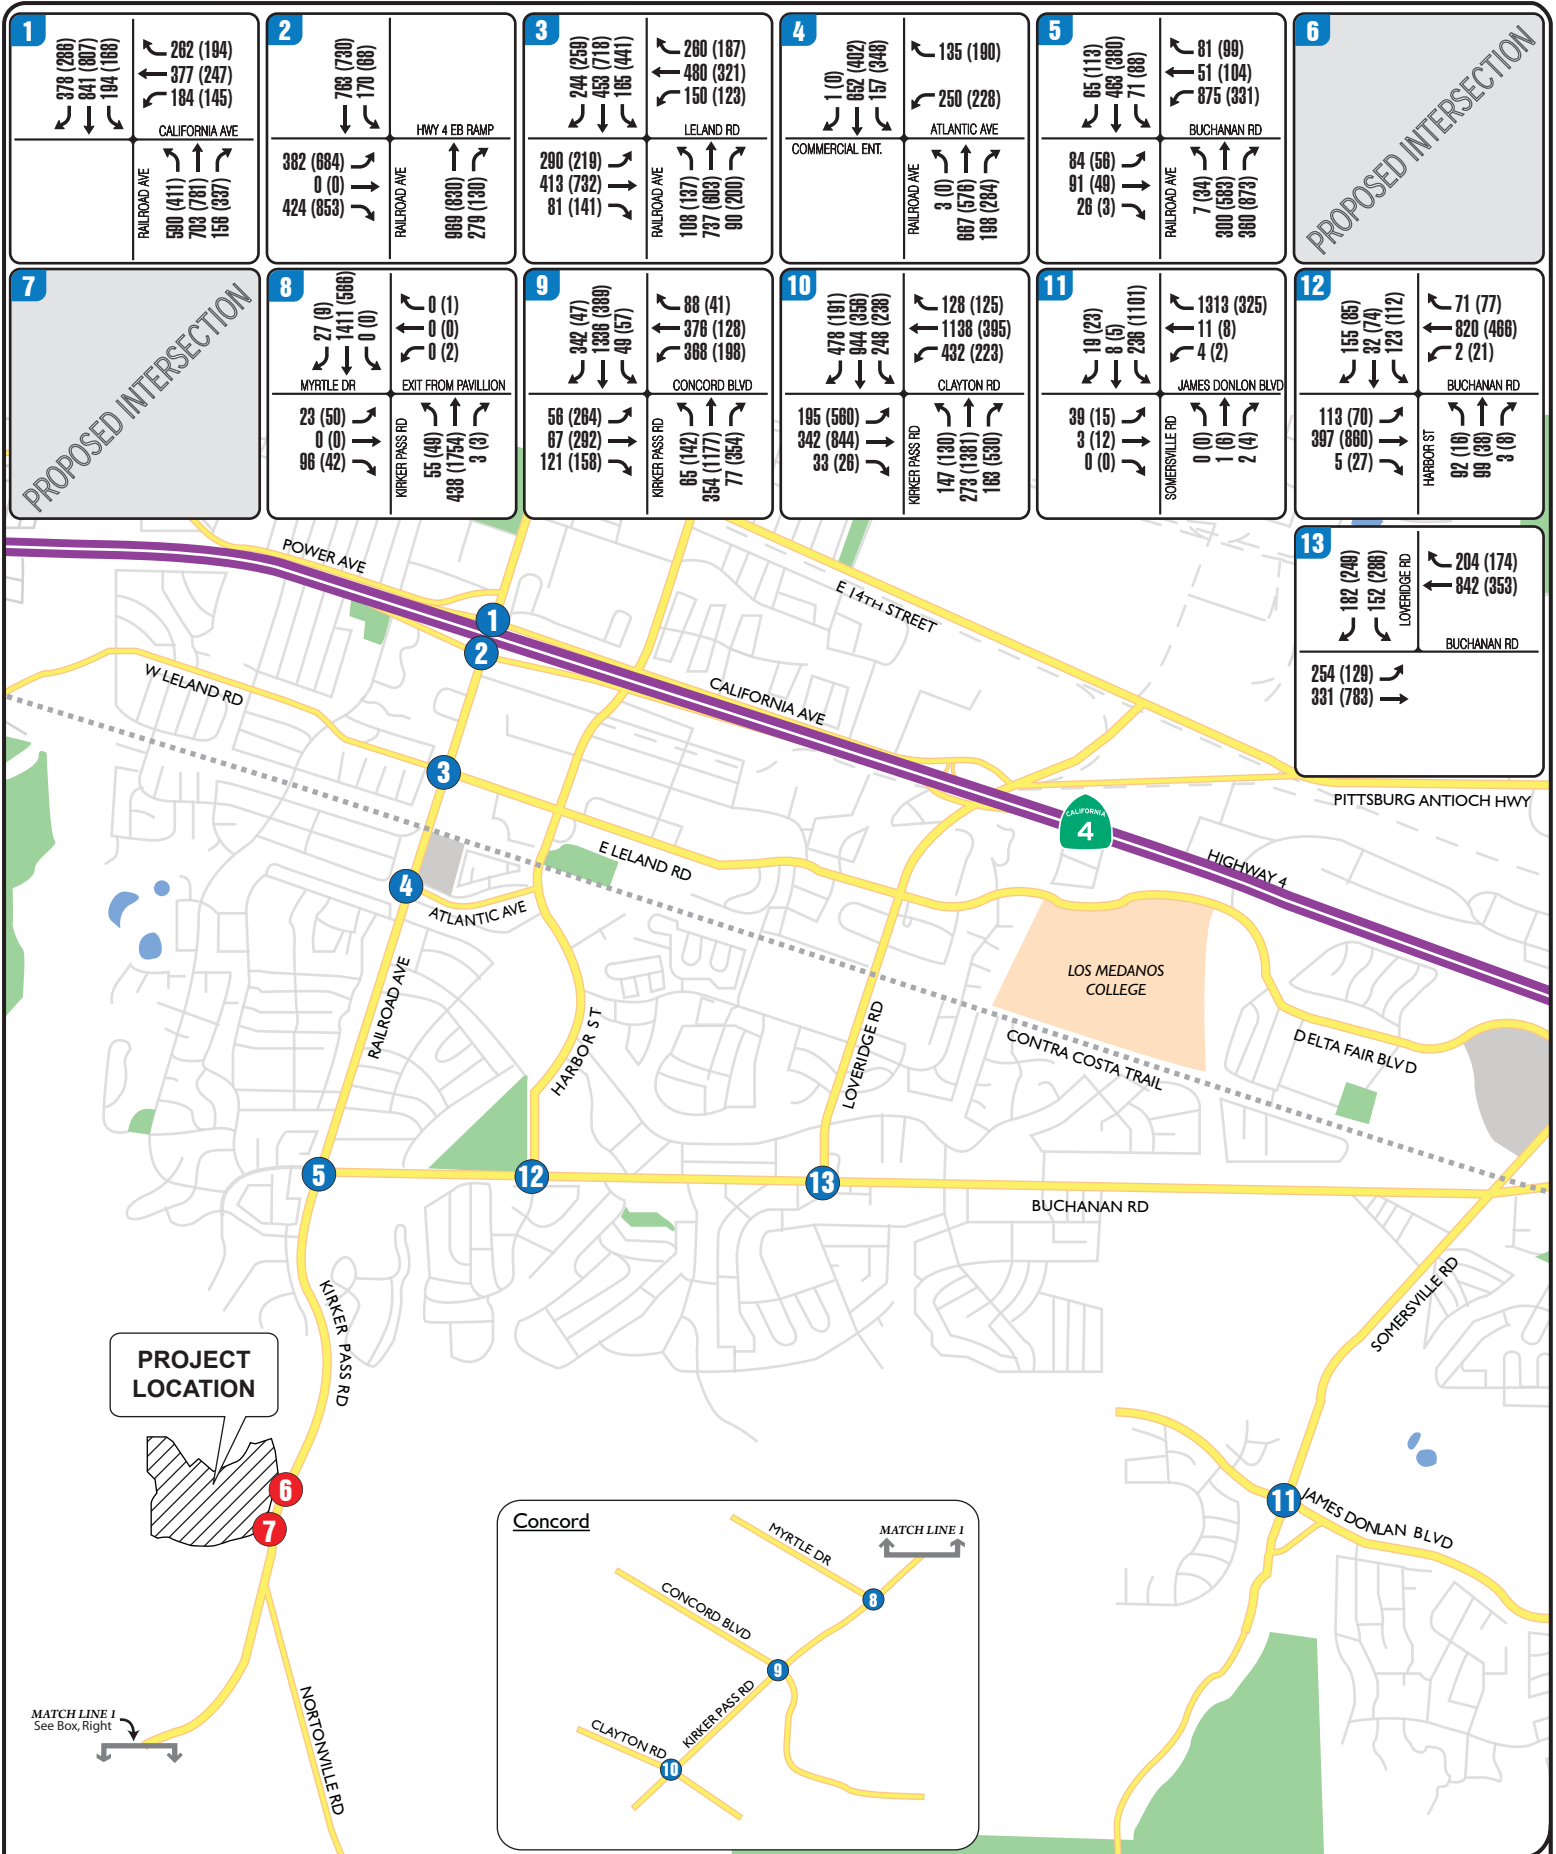 1
378 (286)
841 (807)
194 (168)
262 (194)
377 (247)
184 (145)
CALIFORNIA AVE
RAILROAD AVE
590 (411)
703 (781)
156 (397)
2
763 (730)
170 (68)
HWY 4 EB RAMP
382 (684)
0 (0)
424 (853)
RAILROAD AVE
969 (830)
279 (130)
3
244 (259)
453 (718)
165 (441)
260 (187)
480 (321)
150 (123)
LELAND RD
290 (219)
413 (732)
81 (141)
RAILROAD AVE
108 (137)
737 (603)
90 (200)
4
1 (0)
652 (402)
157 (348)
135 (190)
250 (228)
ATLANTIC AVE
COMMERCIAL ENT.
RAILROAD AVE
3 (0)
667 (576)
198 (284)
5
65 (113)
463 (380)
71 (88)
81 (99)
51 (104)
875 (331)
BUCHANAN RD
84 (56)
91 (49)
26 (3)
RAILROAD AVE
7 (34)
300 (583)
360 (873)
6
PROPOSED INTERSECTION
7
PROPOSED INTERSECTION
8
27 (9)
1411 (566)
0 (0)
0 (1)
0 (0)
0 (2)
MYRTLE DR
EXIT FROM PAVILLION
23 (50)
0 (0)
96 (42)
KIRKER PASS RD
55 (49)
438 (1754)
3 (3)
9
342 (47)
1336 (389)
49 (57)
88 (41)
376 (128)
368 (198)
CONCORD BLVD
56 (264)
67 (292)
121 (158)
KIRKER PASS RD
65 (142)
354 (1177)
77 (354)
10
478 (191)
944 (356)
248 (238)
128 (125)
1138 (395)
432 (223)
CLAYTON RD
195 (560)
342 (844)
33 (26)
KIRKER PASS RD
147 (130)
273 (1381)
163 (530)
11
19 (23)
8 (5)
236 (1101)
1313 (325)
11 (8)
4 (2)
JAMES DONLON BLVD
39 (15)
3 (12)
0 (0)
SOMERSVILLE RD
0 (0)
1 (6)
2 (4)
12
155 (85)
32 (74)
123 (112)
71 (77)
820 (466)
2 (21)
BUCHANAN RD
113 (70)
397 (860)
5 (27)
HARBOR ST
92 (16)
99 (38)
3 (8)
13
182 (249)
152 (286)
LOVERIDGE RD
204 (174)
842 (353)
BUCHANAN RD
254 (129)
331 (783)
POWER AVE
E 14TH STREET
1
2
W LELAND RD
CALIFORNIA AVE
3
PITTSBURG ANTIOCH HWY
CALIFORNIA
4
E LELAND RD
HIGHWAY 4
4
ATLANTIC AVE
LOS MEDANOS
COLLEGE
RAILROAD AVE
HARBOR ST
LOVERIDGE RD
CONTRA COSTA TRAIL
DELTA FAIR BLVD
5
12
13
BUCHANAN RD
KIRKER PASS RD
SOMERSVILLE RD
PROJECT
LOCATION
6
7
11
JAMES DONLAN BLVD
Concord
MYRTLE DR
MATCH LINE 1
8
CONCORD BLVD
9
KIRKER PASS RD
CLAYTON RD
10
MATCH LINE 1
See Box, Right
NORTONVILLE RD